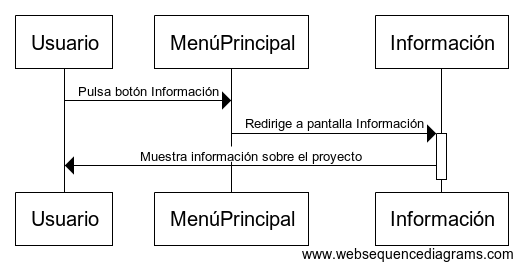 Usuario
MenúPrincipal
Información
Pulsa botón Información
Redirige a pantalla Información
Muestra información sobre el proyecto
Usuario
MenúPrincipal
Información
www.websequencediagrams.com